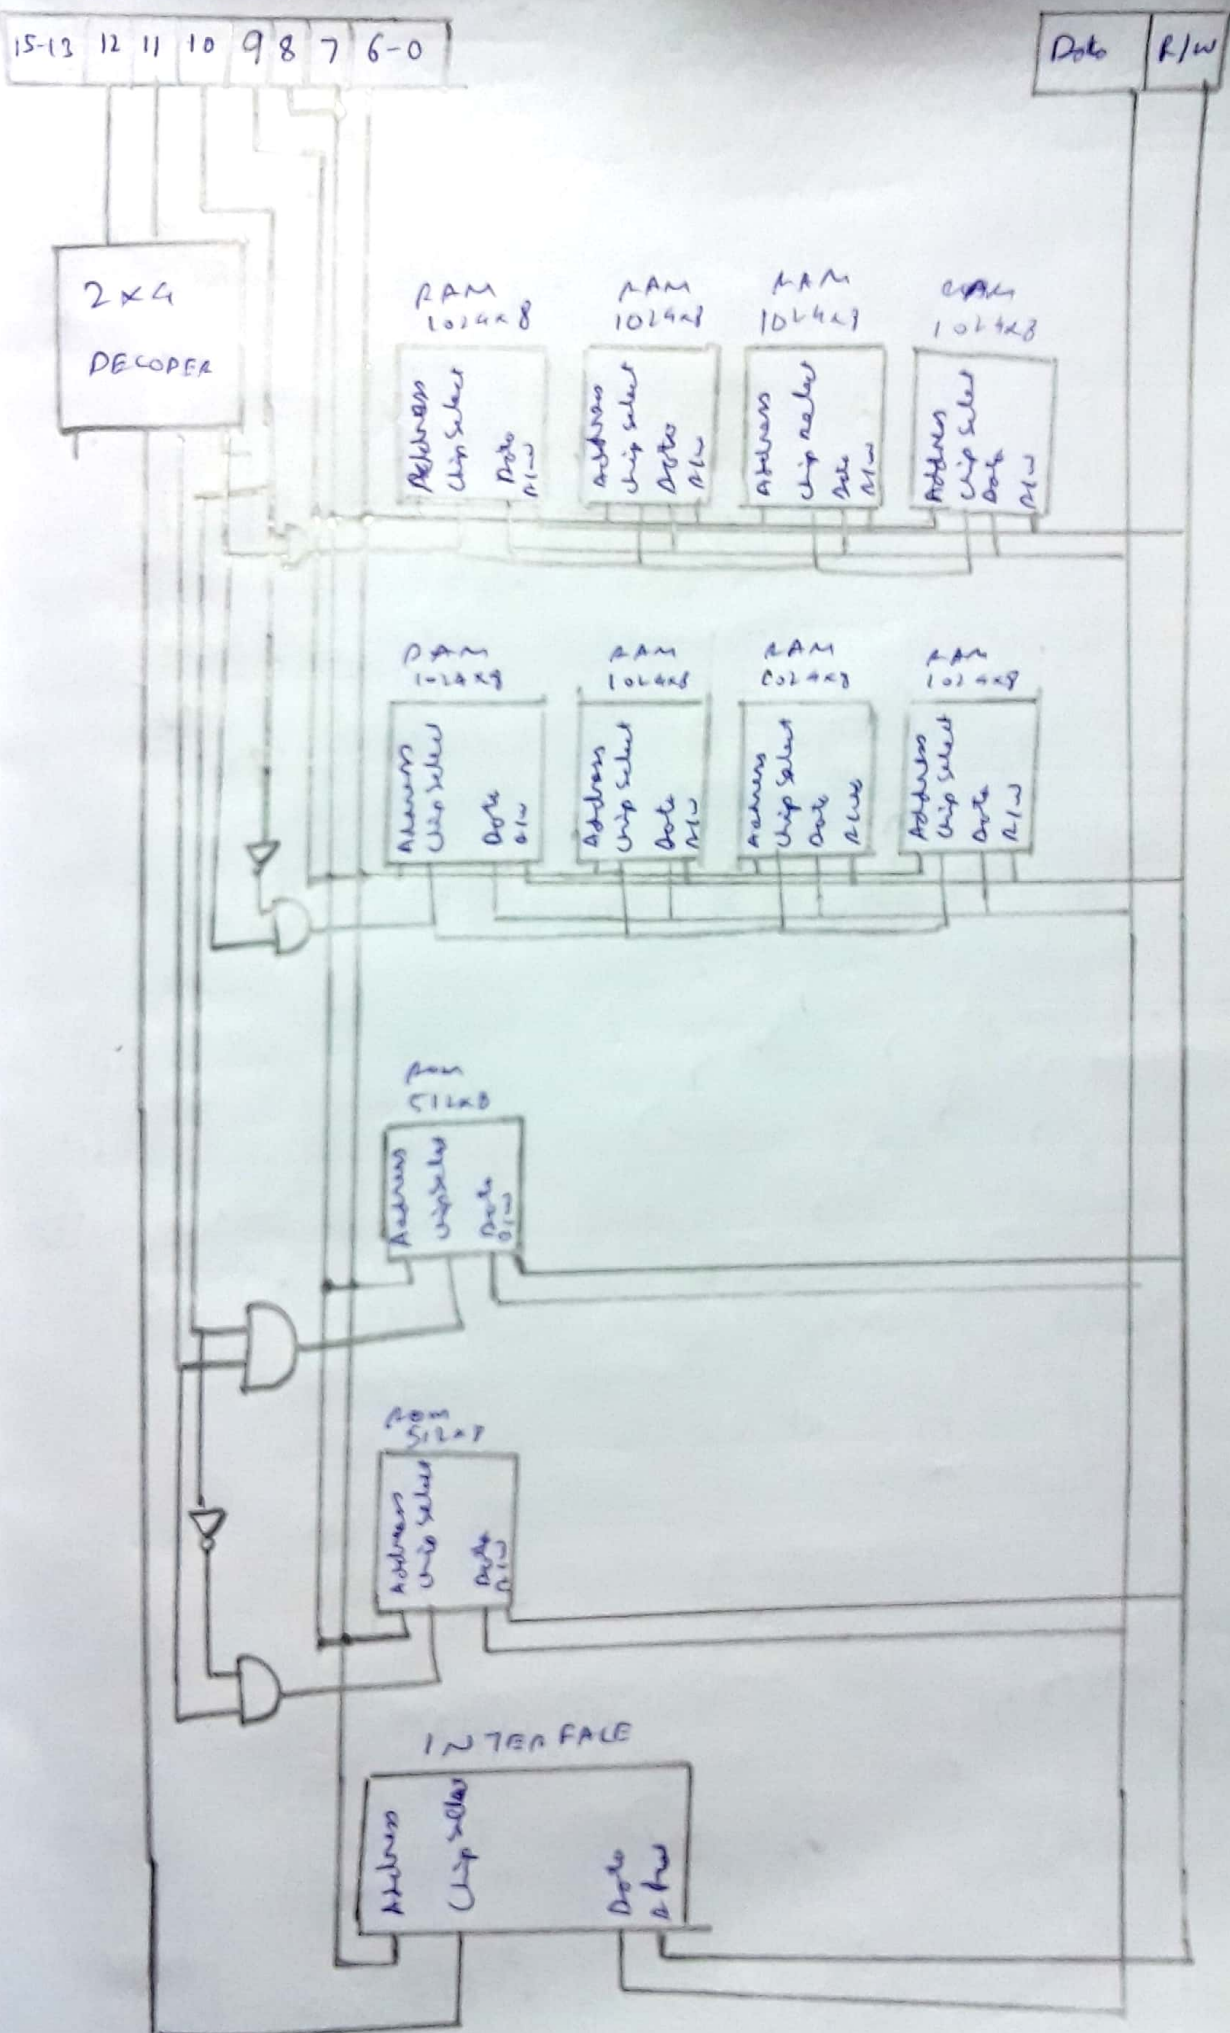 15-13 12 11 10 9 8 7 6-0
Data R/W
2x4
DECODER
RAM
1024x8
RAM
1024x8
RAM
1024x8
RAM
1024x8
Address
Chip Select
Data
R/W
Address
Chip Select
Data
R/W
Address
Chip Select
Data
R/W
Address
Chip Select
Data
R/W
RAM
1024x8
RAM
1024x8
RAM
1024x8
RAM
1024x8
Address
Chip Select
Data
R/W
Address
Chip Select
Data
R/W
Address
Chip Select
Data
R/W
Address
Chip Select
Data
R/W
Rom
512x8
Address
Chip Select
Data
R/W
Rom
512x8
Address
Chip Select
Data
R/W
INTERFACE
Address
Chip Select
Data
R/W